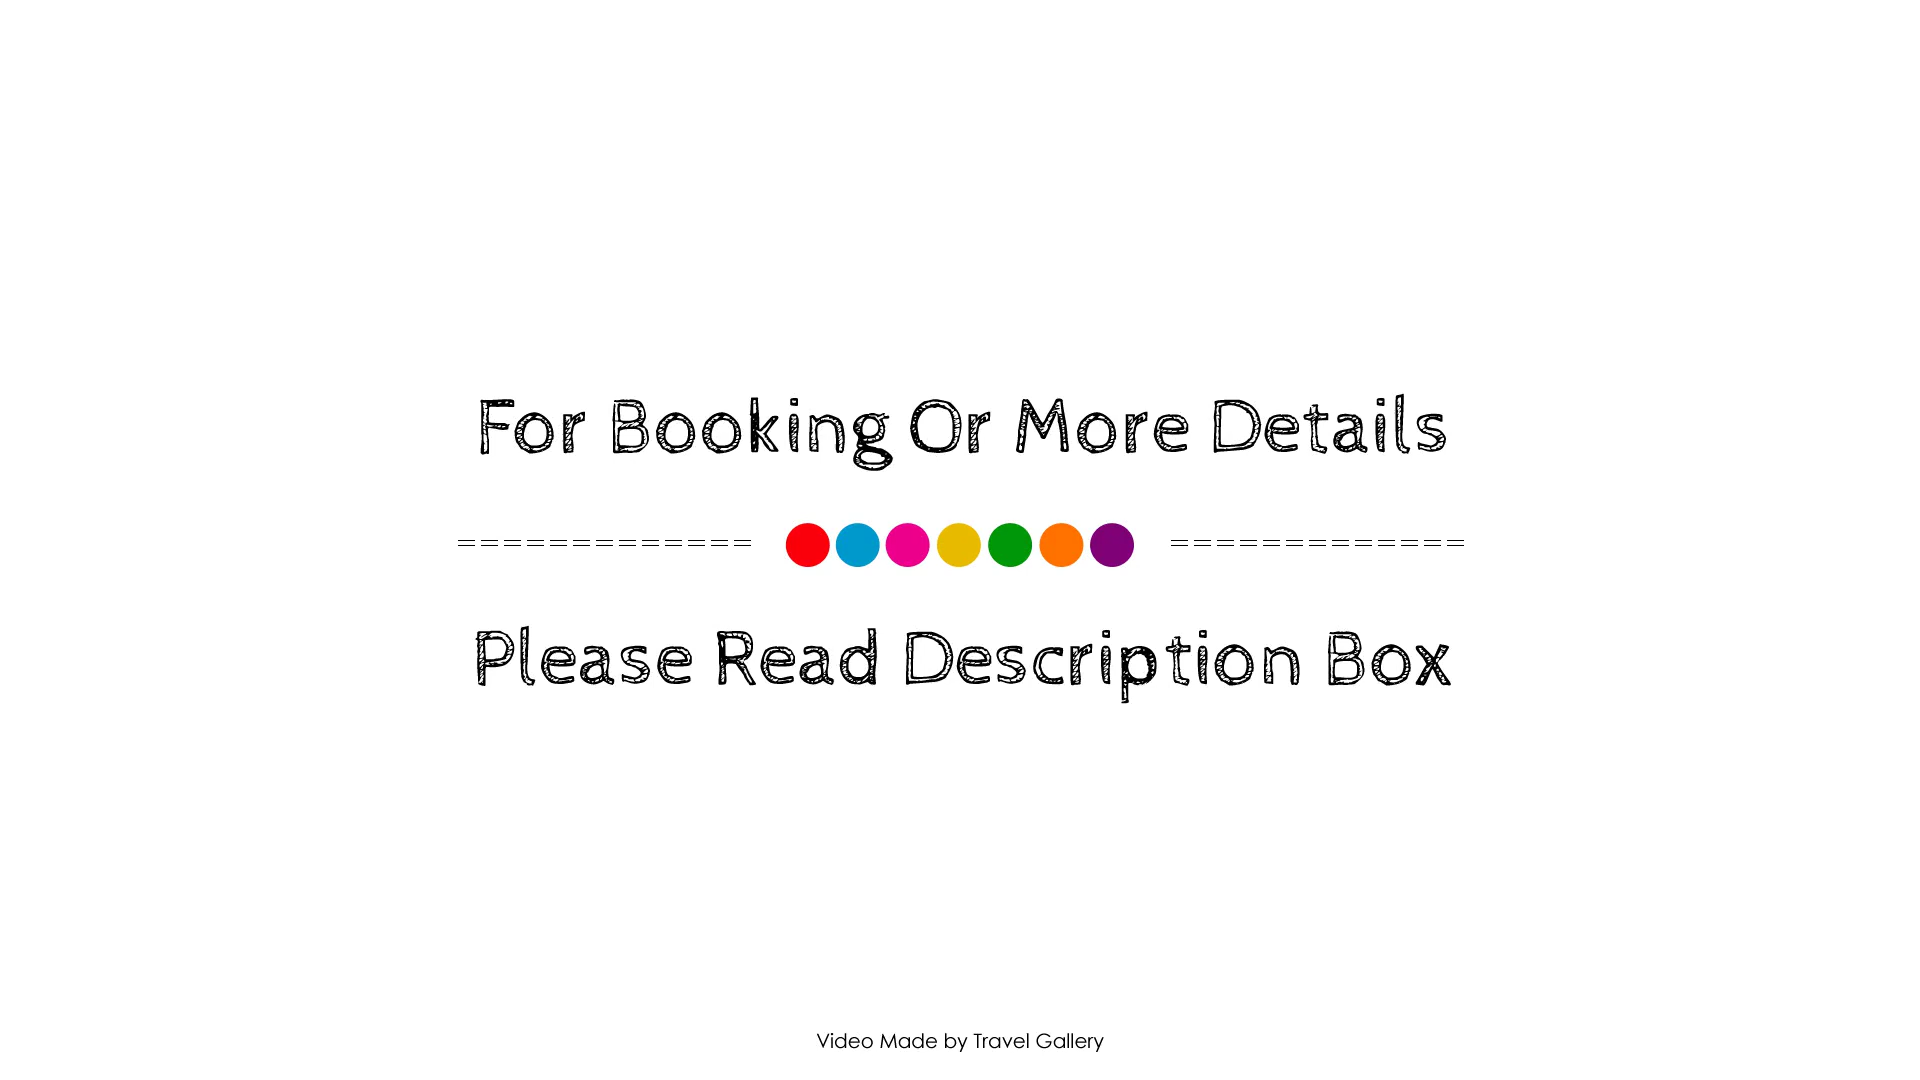 For Booking Or More Details
============= =============
Please Read Description Box
Video Made by Travel Gallery